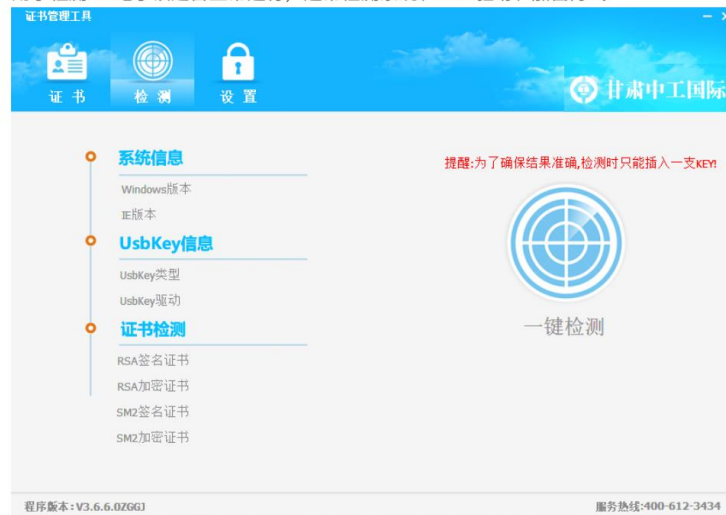 证书管理工具
证 书
检 测
设 置
甘肃中工国际
系统信息
提醒:为了确保结果准确,检测时只能插入一支KEY!
Windows版本
IE版本
UsbKey信息
UsbKey类型
UsbKey驱动
一键检测
证书检测
RSA签名证书
RSA加密证书
SM2签名证书
SM2加密证书
程序版本:V3.6.6.0ZGGJ
服务热线:400-612-3434